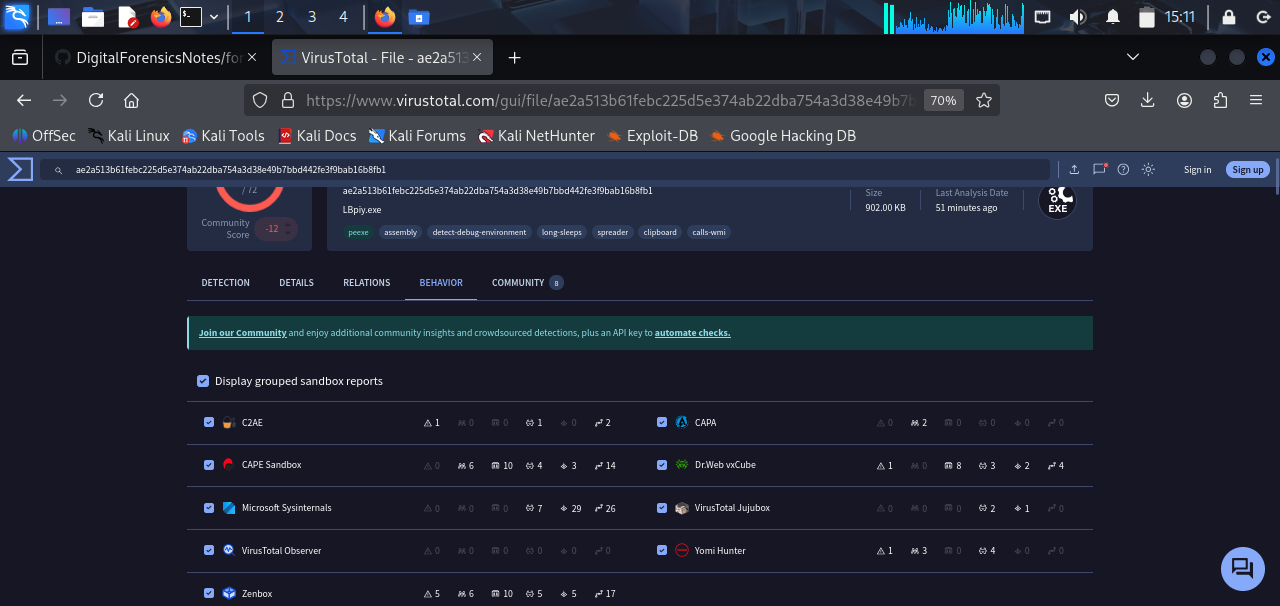 1 2 3 4 15:11
DigitalForensicsNotes/for VirusTotal - File - ae2a513
https://www.virustotal.com/gui/file/ae2a513b61febc225d5e374ab22dba754a3d38e49b7b 70%
OffSec Kali Linux Kali Tools Kali Docs Kali Forums Kali NetHunter Exploit-DB Google Hacking DB
ae2a513b61febc225d5e374ab22dba754a3d38e49b7bbd442fe3f9bab16b8fb1 Sign in Sign up
/ 72
Community Score -12
ae2a513b61febc225d5e374ab22dba754a3d38e49b7bbd442fe3f9bab16b8fb1
LBpiy.exe
Size
902.00 KB
Last Analysis Date
51 minutes ago
EXE
peexe assembly detect-debug-environment long-sleeps spreader clipboard calls-wmi
DETECTION DETAILS RELATIONS BEHAVIOR COMMUNITY 8
Join our Community and enjoy additional community insights and crowdsourced detections, plus an API key to automate checks.
Display grouped sandbox reports
C2AE 1 0 0 1 0 2
CAPA 0 2 0 0 0 0
CAPE Sandbox 0 6 10 4 3 14
Dr.Web vxCube 1 0 8 3 2 4
Microsoft Sysinternals 0 0 0 7 29 26
VirusTotal Jujubox 0 0 0 2 1 0
VirusTotal Observer 0 0 0 0 0 0
Yomi Hunter 1 3 0 4 0 0
Zenbox 5 6 10 5 5 17